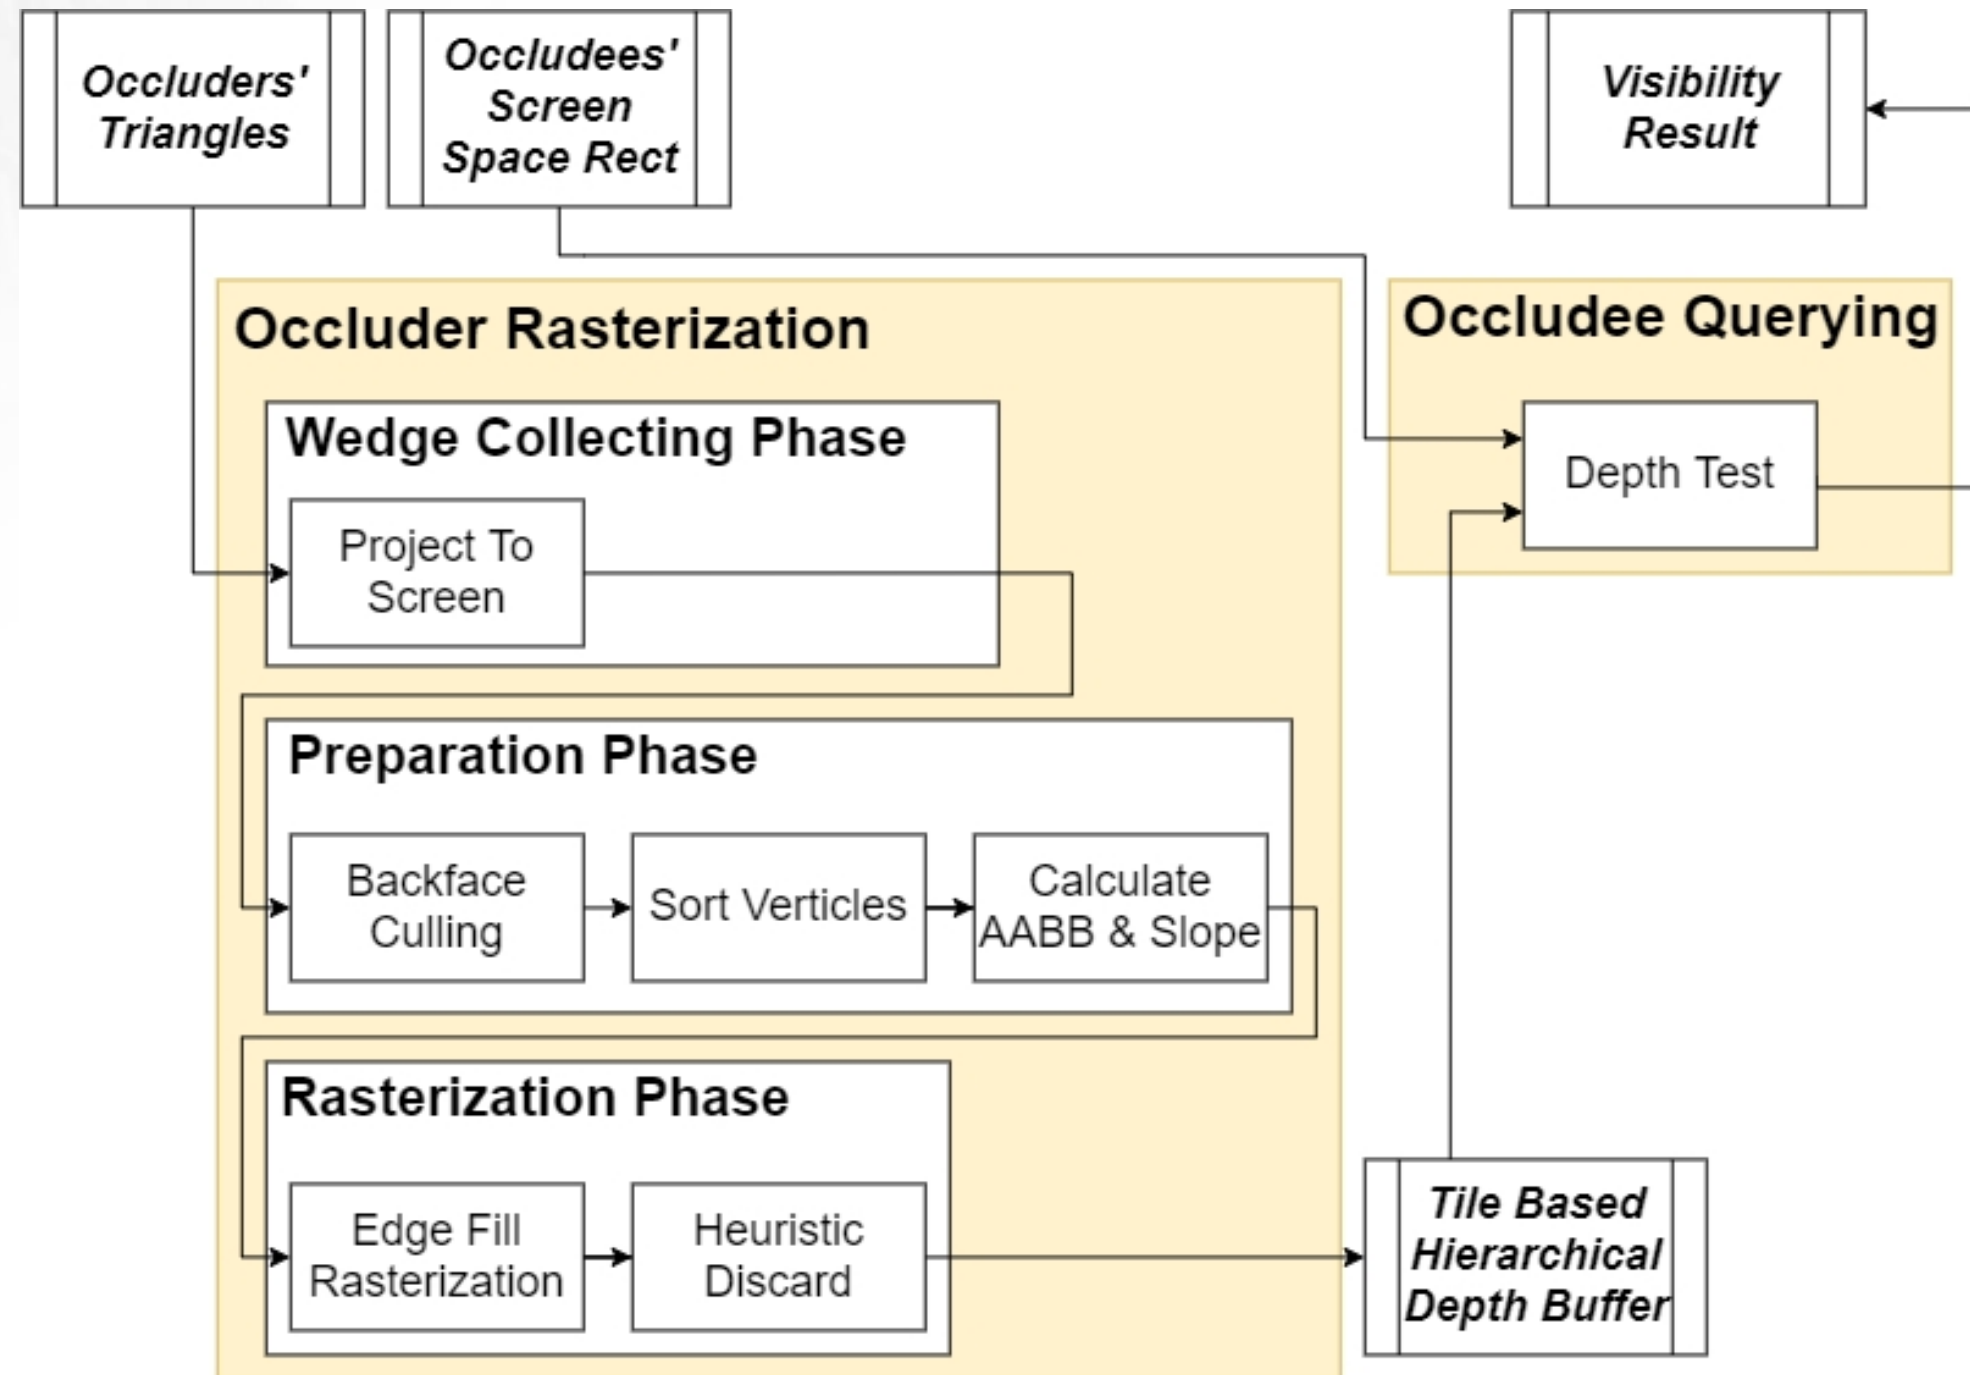 Occluders'
Triangles
Occludees'
Screen
Space Rect
Visibility
Result
Occluder Rasterization
Wedge Collecting Phase
Project To
Screen
Preparation Phase
Backface
Culling
Sort Verticles
Calculate
AABB & Slope
Rasterization Phase
Edge Fill
Rasterization
Heuristic
Discard
Occludee Querying
Depth Test
Tile Based
Hierarchical
Depth Buffer